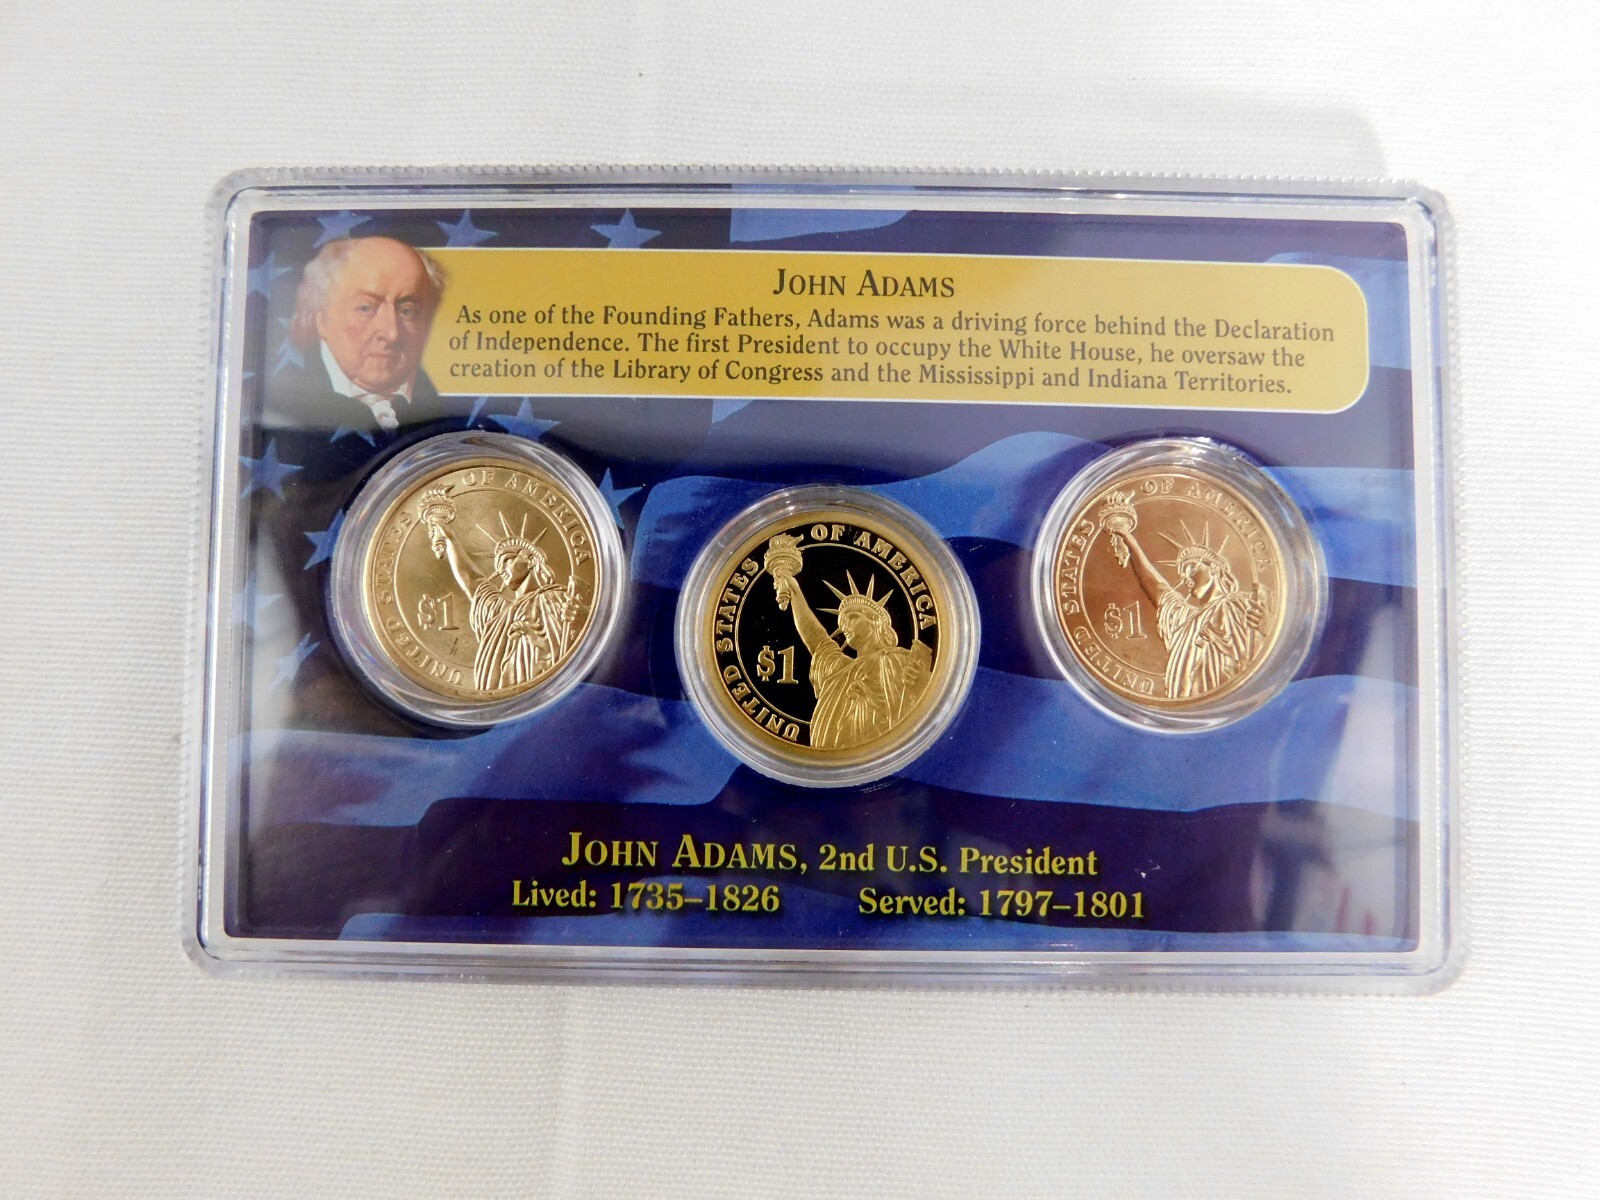 JOHN ADAMS
As one of the Founding Fathers, Adams was a driving force behind the Declaration
of Independence. The first President to occupy the White House, he oversaw the
creation of the Library of Congress and the Mississippi and Indiana Territories.
UNITED STATES OF AMERICA
$1
UNITED STATES OF AMERICA
$1
UNITED STATES OF AMERICA
$1
JOHN ADAMS, 2nd U.S. President
Lived: 1735–1826 Served: 1797–1801